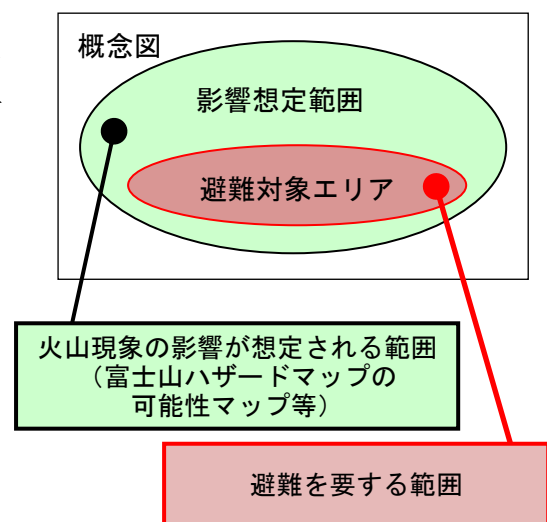 概念図
影響想定範囲
避難対象エリア
火山現象の影響が想定される範囲
（富士山ハザードマップの
可能性マップ等）
避難を要する範囲